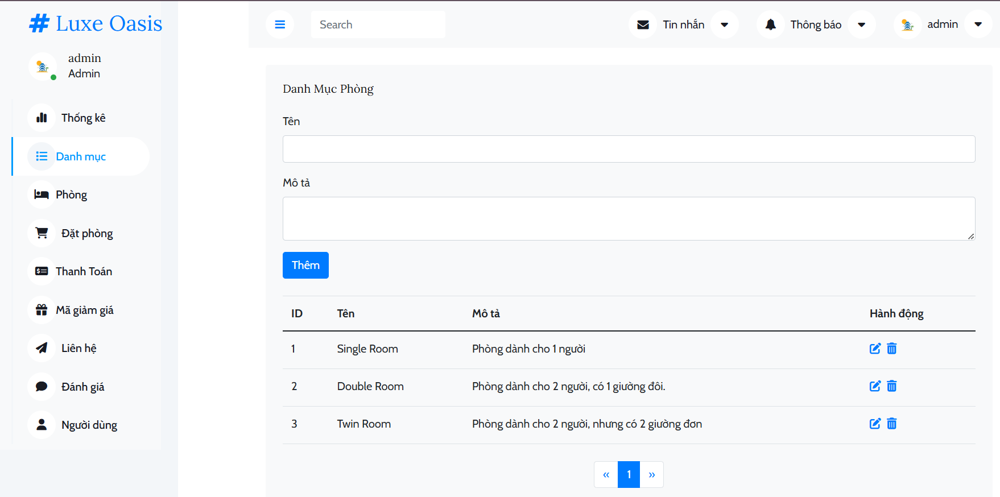 # Luxe Oasis
admin
Admin
Thống kê
Danh mục
Phòng
Đặt phòng
Thanh Toán
Mã giảm giá
Liên hệ
Đánh giá
Người dùng
Search
Tin nhắn
Thông báo
admin
Danh Mục Phòng
Tên
Mô tả
Thêm
ID Tên Mô tả Hành động
1 Single Room Phòng dành cho 1 người
2 Double Room Phòng dành cho 2 người, có 1 giường đôi.
3 Twin Room Phòng dành cho 2 người, nhưng có 2 giường đơn
« 1 »